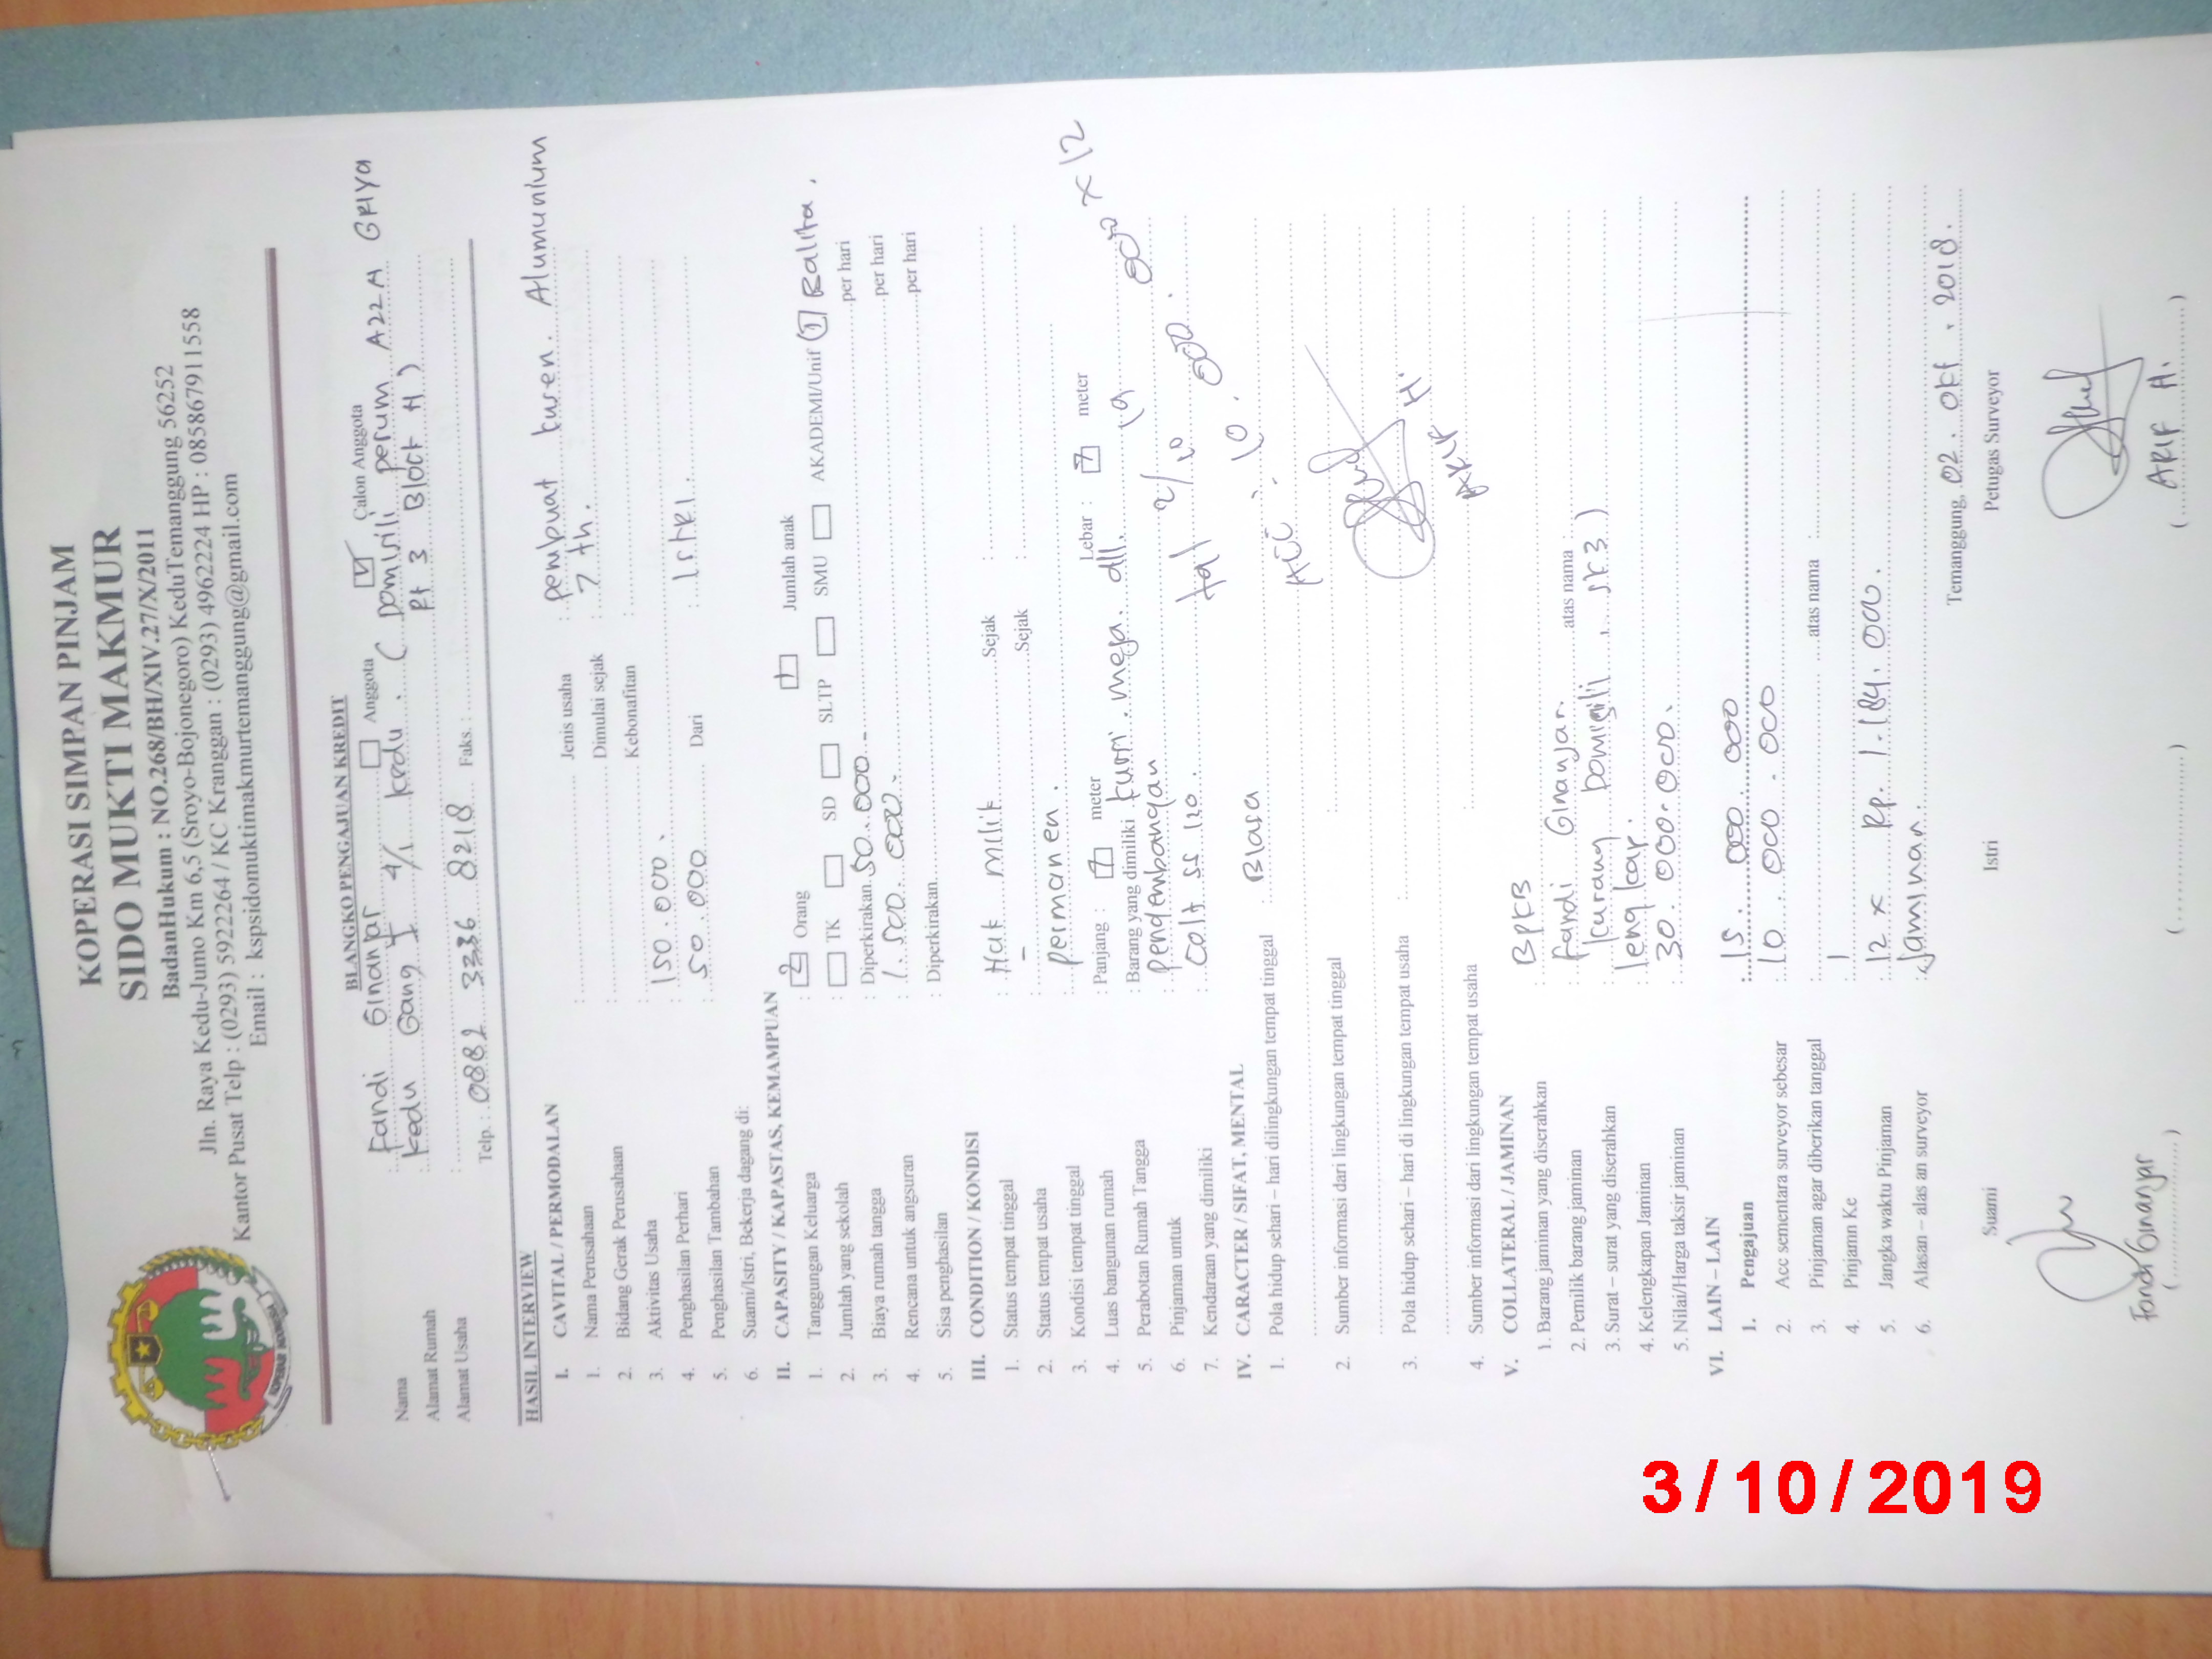 KOPERASI SIMPAN PINJAM
SIDO MUKTI MAKMUR
BadanHukum : NO.268/BH/XIV.27/X/2011
Jln. Raya Kedu-Jumo Km 6,5 (Sroyo-Bojonegoro) KeduTemanggung 56252
Kantor Pusat Telp : (0293) 5922264 / KC Kranggan : (0293) 4962224 HP : 085867911558
Email : kspsidomuktimakmurtemanggung@gmail.com
KOPERASI INDONESIA
BLANGKO PENGAJUAN KREDIT
Anggota Calon Anggota
Nama : Fandi Ginanjar
Alamat Rumah : Kedu Gang I 4/1 Kedu . ( Domisili perum AZZA GRIYA
Alamat Usaha : Rt 3 Block H )
Telp. : 0882 3336 8218 Faks. :
HASIL INTERVIEW
I. CAVITAL / PERMODALAN
1. Nama Perusahaan : Jenis usaha : pembuat kusen . Alumunium
2. Bidang Gerak Perusahaan : Dimulai sejak : 7 th .
3. Aktivitas Usaha : Kebonafitan :
4. Penghasilan Perhari : 150.000 .
5. Penghasilan Tambahan : 50.000 Dari : Istri .
6. Suami/Istri, Bekerja dagang di:
II. CAPASITY / KAPASTAS, KEMAMPUAN
1. Tanggungan Keluarga : 2 Orang 1 Jumlah anak
2. Jumlah yang sekolah : TK SD SLTP SMU AKADEMI/Unif (1) Balita .
3. Biaya rumah tangga : Diperkirakan 50.000 - per hari
4. Rencana untuk angsuran : 1.500.000 . per hari
5. Sisa penghasilan : Diperkirakan per hari
III. CONDITION / KONDISI
1. Status tempat tinggal : Hak milik Sejak :
2. Status tempat usaha : - Sejak :
3. Kondisi tempat tinggal : permanen .
4. Luas bangunan rumah : Panjang : 7 meter Lebar : 7 meter
5. Perabotan Rumah Tangga : Barang yang dimiliki kursi . meja . dll .
6. Pinjaman untuk : pengembangan
7. Kendaraan yang dimiliki : Colt SS 120 .
2/10
10 . 000 . 000 x 12
IV. CARACTER / SIFAT, MENTAL
1. Pola hidup sehari – hari dilingkungan tempat tinggal : Biasa
ACC
2. Sumber informasi dari lingkungan tempat tinggal :
3. Pola hidup sehari – hari di lingkungan tempat usaha :
ARIF H.
4. Sumber informasi dari lingkungan tempat usaha :
V. COLLATERAL / JAMINAN
1. Barang jaminan yang diserahkan : BPKB
2. Pemilik barang jaminan : Fandi Ginanjar atas nama :
3. Surat – surat yang diserahkan : ( kurang Domisili . SK3 )
4. Kelengkapan Jaminan : lengkap .
5. Nilai/Harga taksir jaminan : 30.000.000 .
VI. LAIN – LAIN
1. Pengajuan : 15.000.000
2. Acc sementara surveyor sebesar : 10.000.000
3. Pinjaman agar diberikan tanggal : atas nama :
4. Pinjamn Ke : 1
5. Jangka waktu Pinjaman : 12 x Rp. 1.184.000 .
6. Alasan – alas an surveyor : Jaminan .
Temanggung, 02 . Okt . 2018 .
Suami Istri Petugas Surveyor
Fandi Ginanjar ( ) ( ARIF H. )
3/10/2019